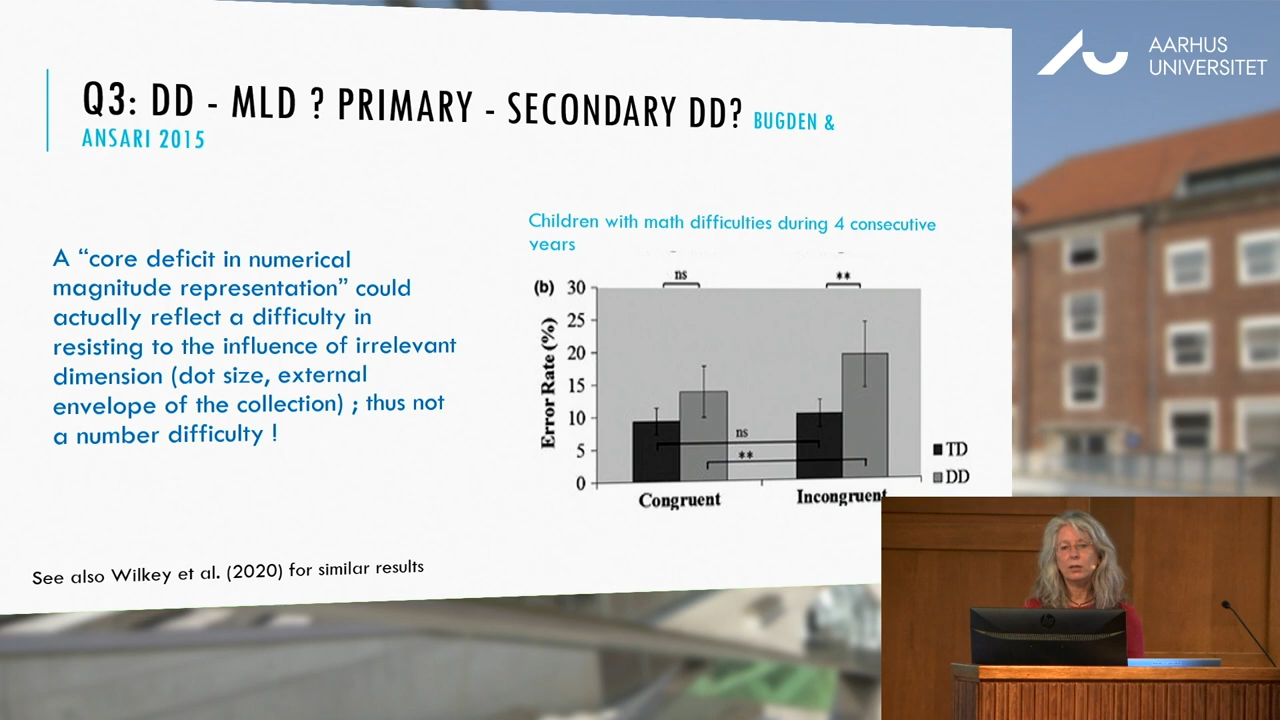 AARHUS
UNIVERSITET
Q3: DD - MLD ? PRIMARY - SECONDARY DD? BUGDEN &
ANSARI 2015
A “core deficit in numerical
magnitude representation” could
actually reflect a difficulty in
resisting to the influence of irrelevant
dimension (dot size, external
envelope of the collection) ; thus not
a number difficulty !
Children with math difficulties during 4 consecutive
years
(b)
ns
**
30
25
20
15
10
5
0
Error Rate (%)
ns
**
Congruent
Incongruent
TD
DD
See also Wilkey et al. (2020) for similar results
hp